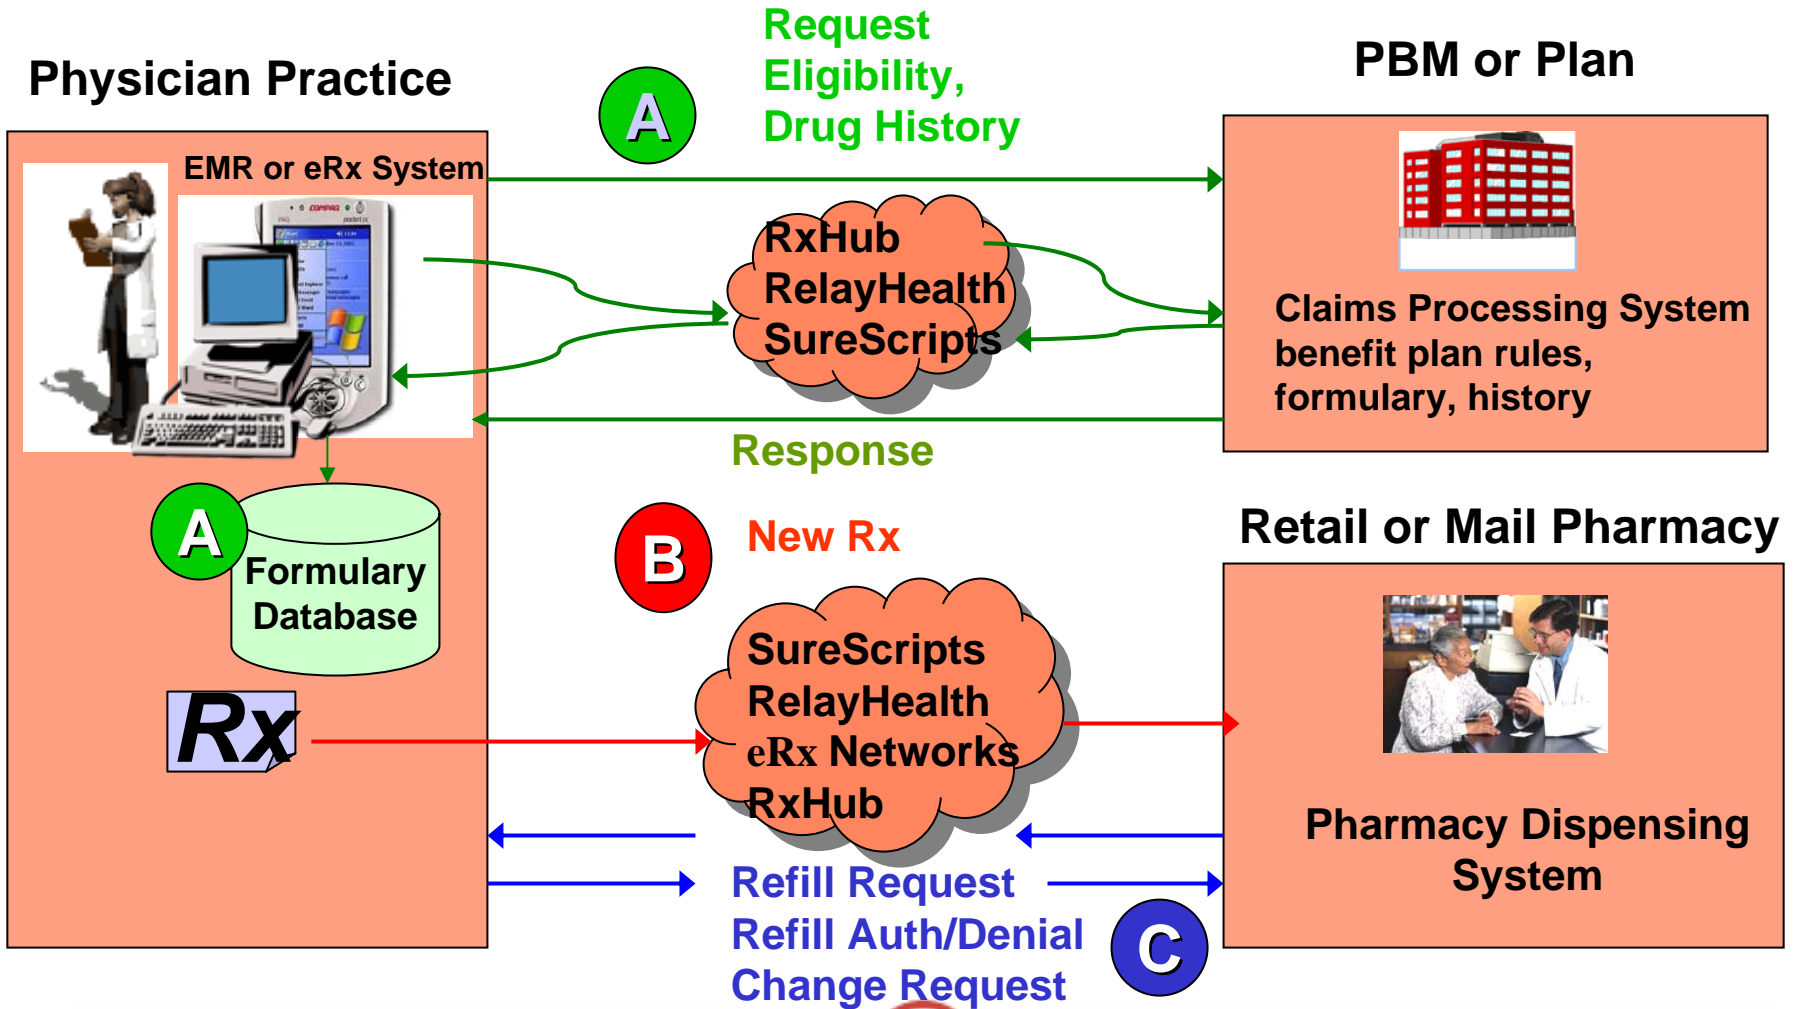 Request
Eligibility,
Drug History
Physician Practice
PBM or Plan
A
EMR or eRx System
COMPAQ
RxHub
RelayHealth
SureScripts
Claims Processing System
benefit plan rules,
formulary, history
Response
A
Formulary
Database
B
New Rx
Retail or Mail Pharmacy
SureScripts
RelayHealth
eRx Networks
RxHub
Rx
Pharmacy Dispensing
System
Refill Request
Refill Auth/Denial
Change Request
C